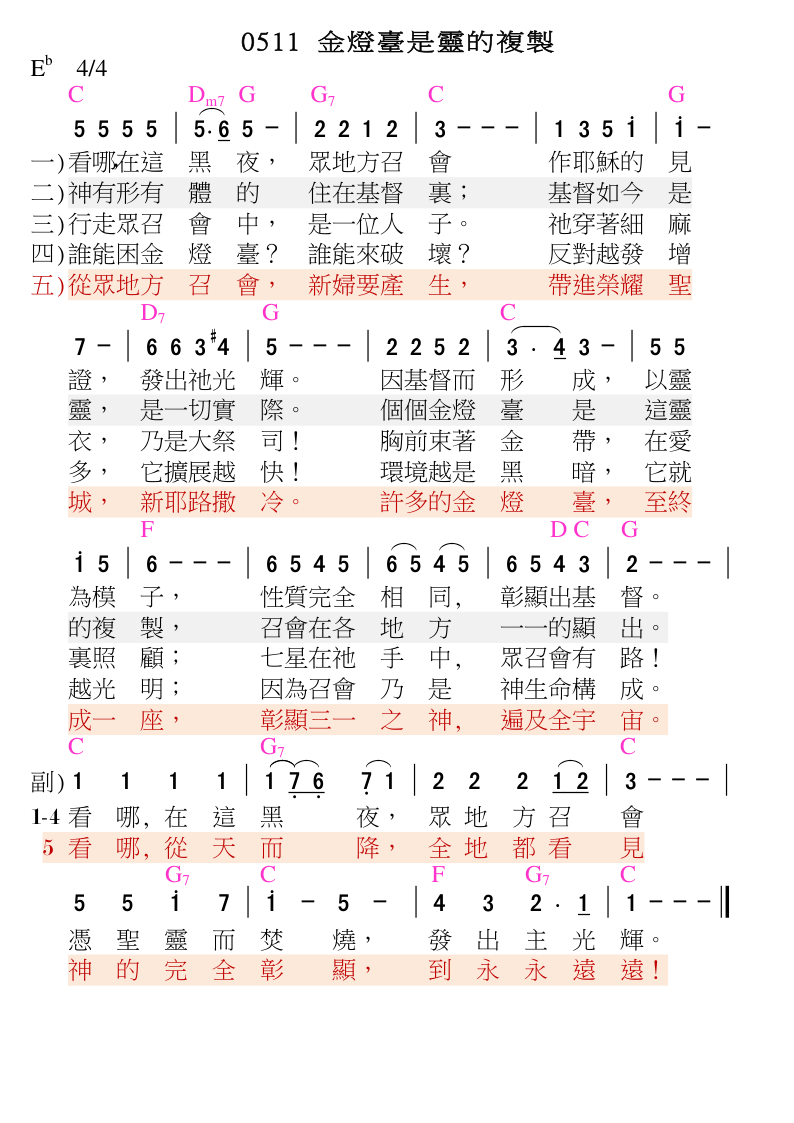 0511 金燈臺是靈的複製
E♭ 4/4
C Dm7 G G7 C G
5 5 5 5 | 5· 6 5 − | 2 2 1 2 | 3 − − − | 1 3 5 i | i −
一)看哪,在這 黑 夜, 眾地方召 會 作耶穌的 見
二)神有形有 體 的 住在基督 裏; 基督如今 是
三)行走眾召 會 中, 是一位人 子。 祂穿著細 麻
四)誰能困金 燈 臺? 誰能來破 壞? 反對越發 增
五)從眾地方 召 會, 新婦要產 生, 帶進榮耀 聖
D7 G C
7 − | 6 6 3 #4 | 5 − − − | 2 2 5 2 | 3 · 4 3 − | 5 5
證, 發出祂光 輝。 因基督而 形 成, 以靈
靈, 是一切實 際。 個個金燈 臺 是 這靈
衣, 乃是大祭 司! 胸前束著 金 帶, 在愛
多, 它擴展越 快! 環境越是 黑 暗, 它就
城, 新耶路撒 冷。 許多的金 燈 臺, 至終
F D C G
i 5 | 6 − − − | 6 5 4 5 | 6 5 4 5 | 6 5 4 3 | 2 − − − |
為模 子, 性質完全 相 同, 彰顯出基 督。
的複 製, 召會在各 地 方 一一的顯 出。
裏照 顧; 七星在祂 手 中, 眾召會有 路!
越光 明; 因為召會 乃 是 神生命構 成。
成一 座, 彰顯三一 之 神, 遍及全宇 宙。
C G7 C
副) 1 1 1 1 | 1 7̣ 6̣ 7̣ 1 | 2 2 2 1 2 | 3 − − − |
1-4 看 哪, 在 這 黑 夜, 眾 地 方 召 會
5 看 哪, 從 天 而 降, 全 地 都 看 見
G7 C F G7 C
5 5 i 7 | i − 5 − | 4 3 2 · 1 | 1 − − − ‖
憑 聖 靈 而 焚 燒, 發 出 主 光 輝。
神 的 完 全 彰 顯, 到 永 永 遠 遠!